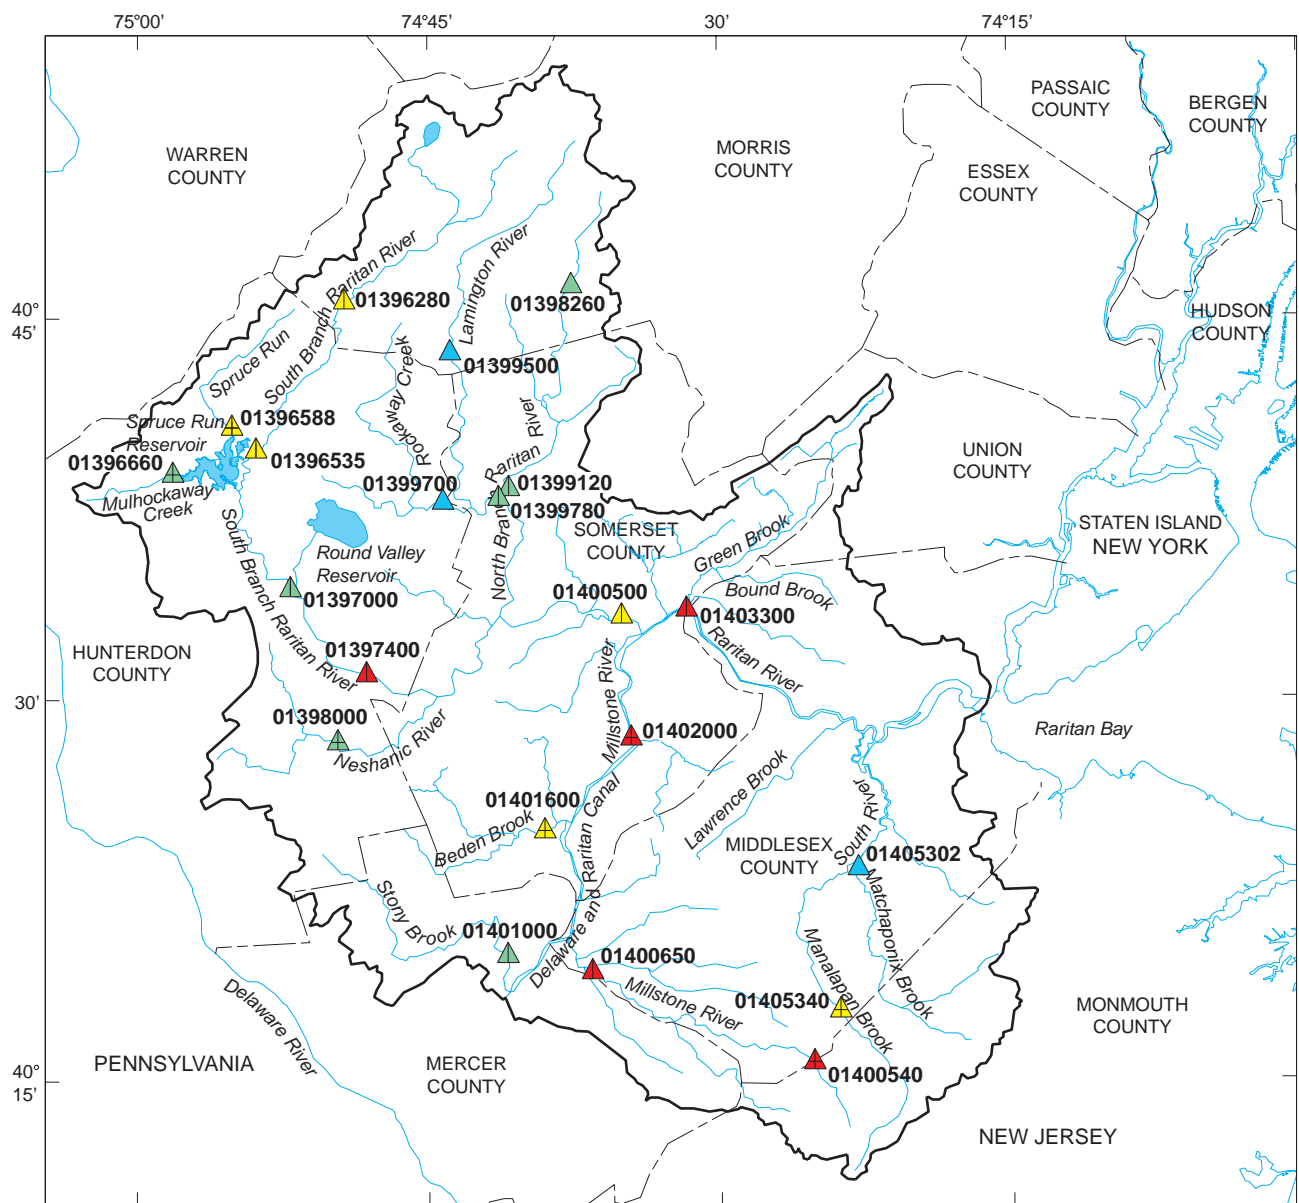 75°00'
74°45'
30'
74°15'
PASSAIC
COUNTY
BERGEN
COUNTY
WARREN
COUNTY
MORRIS
COUNTY
ESSEX
COUNTY
South Branch Raritan River
Lamington River
01396280
01398260
40°
45'
HUDSON
COUNTY
Spruce Run
Rockaway Creek
01399500
01396588
Spruce Run
Reservoir
01396535
01396660
Mulhockaway
Creek
North Branch Raritan River
01399700
01399120
01399780
UNION
COUNTY
SOMERSET
COUNTY
Green Brook
STATEN ISLAND
NEW YORK
Round Valley
Reservoir
01397000
South Branch Raritan River
01400500
Bound Brook
01403300
Raritan River
HUNTERDON
COUNTY
01397400
30'
01398000
Neshanic River
Millstone River
01402000
Raritan Bay
Lawrence Brook
01401600
Beden Brook
Delaware and Raritan Canal
MIDDLESEX
COUNTY
South River
01405302
Matchaponix Brook
Stony Brook
01401000
01400650
Millstone River
Manalapan Brook
01405340
MONMOUTH
COUNTY
Delaware River
PENNSYLVANIA
MERCER
COUNTY
01400540
40°
15'
NEW JERSEY